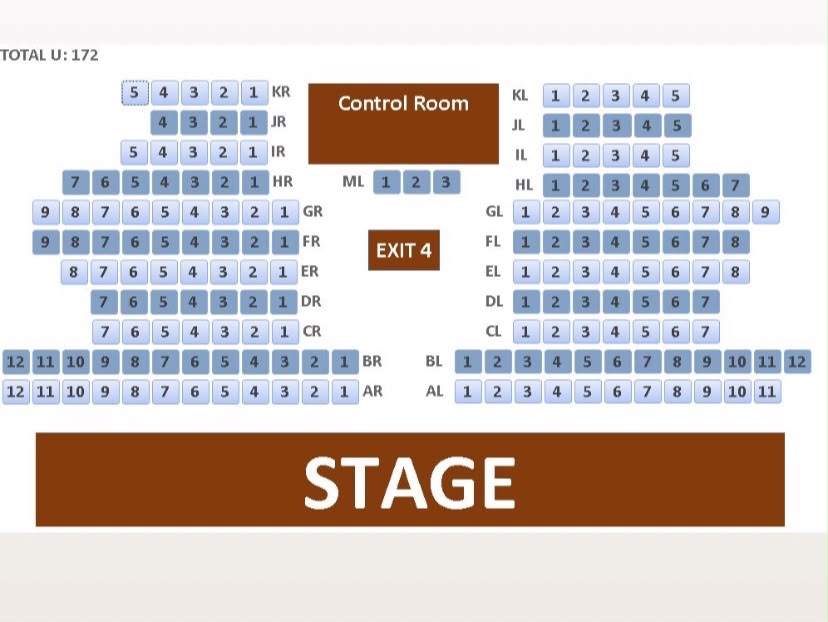 TOTAL U: 172
5 4 3 2 1 KR Control Room KL 1 2 3 4 5
4 3 2 1 JR JL 1 2 3 4 5
5 4 3 2 1 IR IL 1 2 3 4 5
7 6 5 4 3 2 1 HR ML 1 2 3 HL 1 2 3 4 5 6 7
9 8 7 6 5 4 3 2 1 GR GL 1 2 3 4 5 6 7 8 9
9 8 7 6 5 4 3 2 1 FR EXIT 4 FL 1 2 3 4 5 6 7 8
8 7 6 5 4 3 2 1 ER EL 1 2 3 4 5 6 7 8
7 6 5 4 3 2 1 DR DL 1 2 3 4 5 6 7
7 6 5 4 3 2 1 CR CL 1 2 3 4 5 6 7
12 11 10 9 8 7 6 5 4 3 2 1 BR BL 1 2 3 4 5 6 7 8 9 10 11 12
12 11 10 9 8 7 6 5 4 3 2 1 AR AL 1 2 3 4 5 6 7 8 9 10 11
STAGE